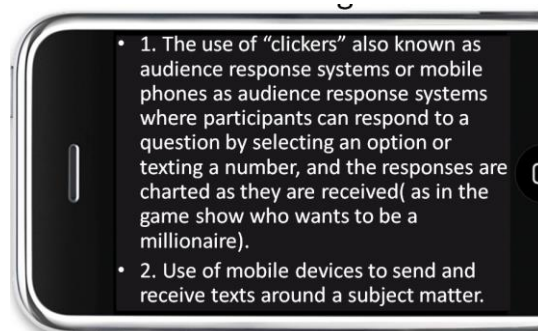 • 1. The use of “clickers” also known as
audience response systems or mobile
phones as audience response systems
where participants can respond to a
question by selecting an option or
texting a number, and the responses are
charted as they are received( as in the
game show who wants to be a
millionaire).
• 2. Use of mobile devices to send and
receive texts around a subject matter.